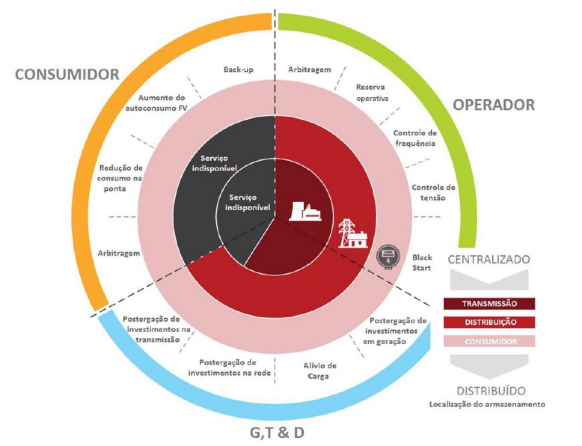 CONSUMIDOR
OPERADOR
G,T & D
Back-up
Arbitragem
Aumento do
autoconsumo FV
Reserva
operativa
Controle de
frequência
Redução de
consumo na
ponta
Controle de
tensão
Serviço
indisponível
Serviço
indisponível
Arbitragem
Black
Start
Postergação de
investimentos na
transmissão
Postergação de
investimentos
em geração
Postergação de
investimentos na rede
Alívio de
Carga
CENTRALIZADO
TRANSMISSÃO
DISTRIBUIÇÃO
CONSUMIDOR
DISTRIBUÍDO
Localização do armazenamento